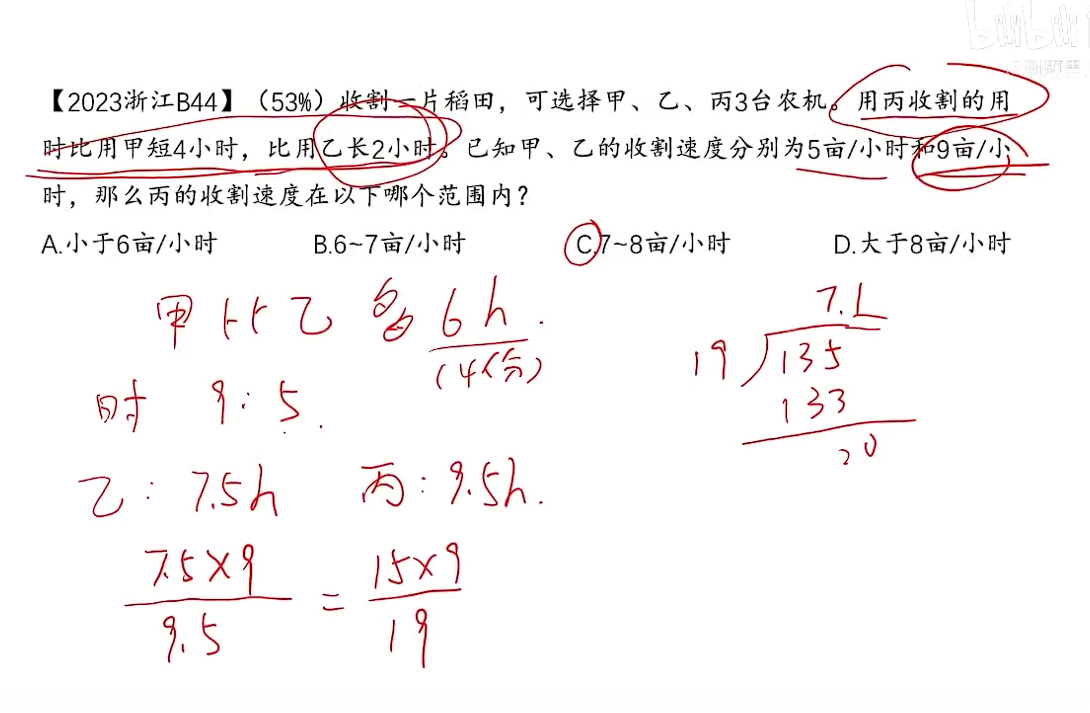 bilibili
【2023浙江B44】（53%）收割一片稻田，可选择甲、乙、丙3台农机。用丙收割的用
时比用甲短4小时，比用乙长2小时。已知甲、乙的收割速度分别为5亩/小时和9亩/小
时，那么丙的收割速度在以下哪个范围内？
A.小于6亩/小时 B.6~7亩/小时 C.7~8亩/小时 D.大于8亩/小时
甲比乙多6h.
(4份)
时 9:5.
乙:7.5h 丙:9.5h.
7.5×9
9.5
=
15×9
19
7.1
19 135
133
20